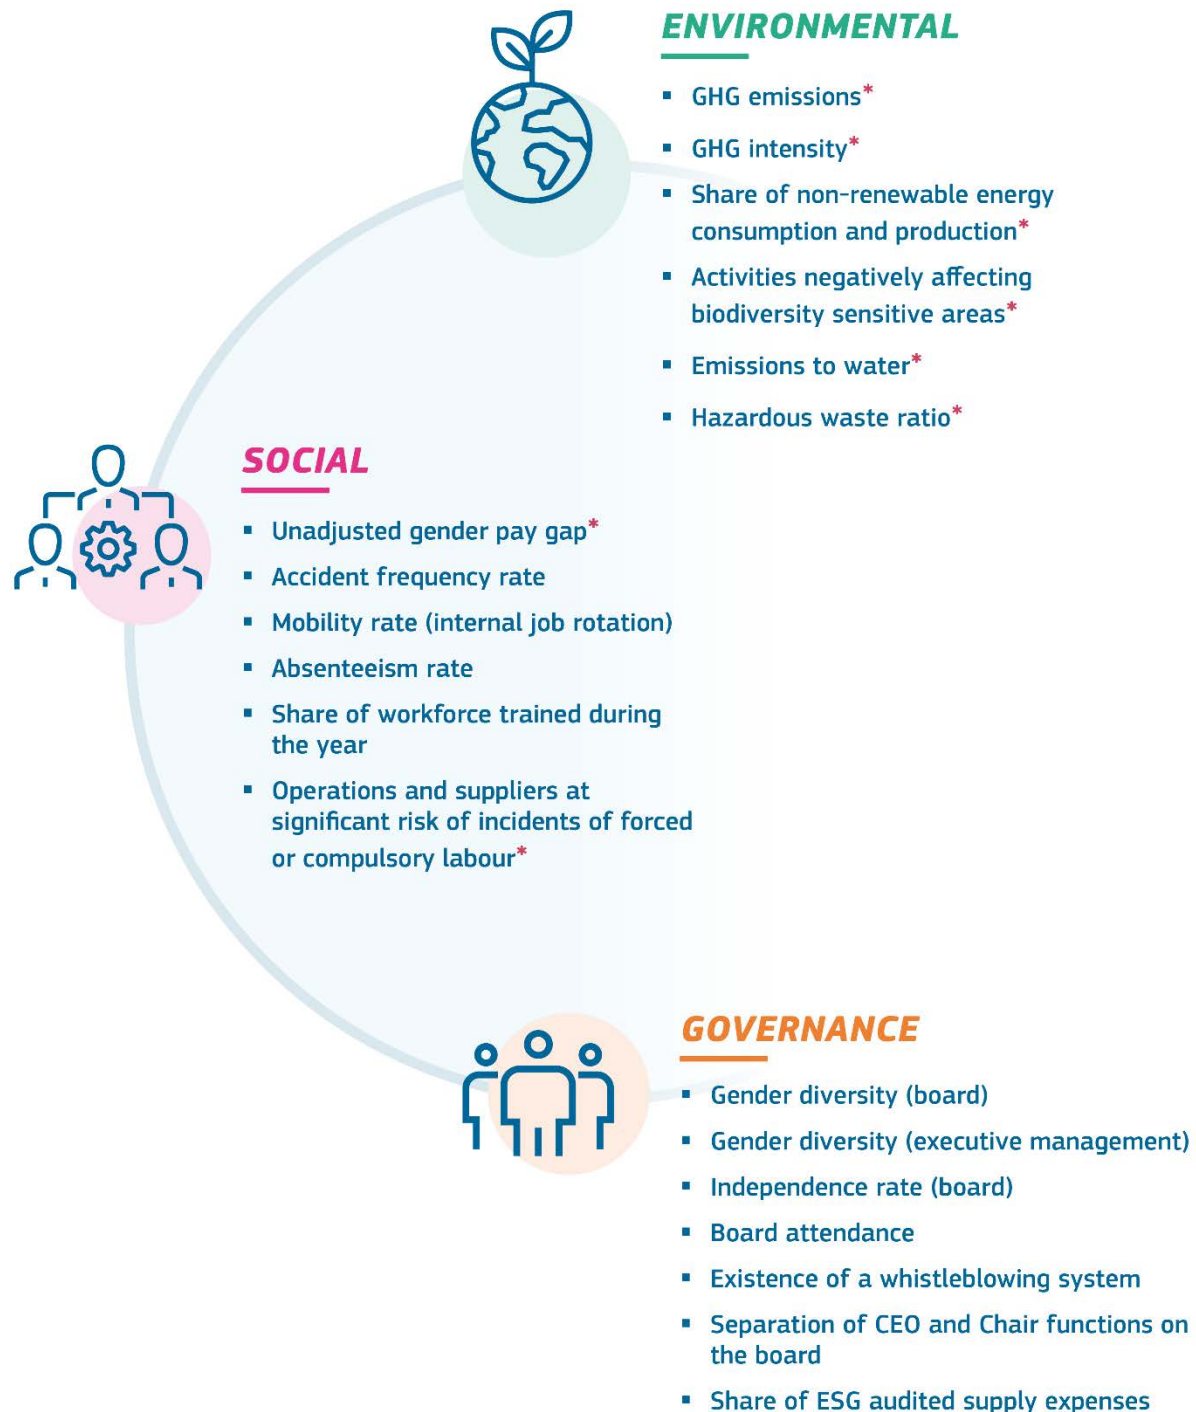 ENVIRONMENTAL
▪ GHG emissions*
▪ GHG intensity*
▪ Share of non-renewable energy
consumption and production*
▪ Activities negatively affecting
biodiversity sensitive areas*
▪ Emissions to water*
▪ Hazardous waste ratio*
SOCIAL
▪ Unadjusted gender pay gap*
▪ Accident frequency rate
▪ Mobility rate (internal job rotation)
▪ Absenteeism rate
▪ Share of workforce trained during
the year
▪ Operations and suppliers at
significant risk of incidents of forced
or compulsory labour*
GOVERNANCE
▪ Gender diversity (board)
▪ Gender diversity (executive management)
▪ Independence rate (board)
▪ Board attendance
▪ Existence of a whistleblowing system
▪ Separation of CEO and Chair functions on
the board
▪ Share of ESG audited supply expenses